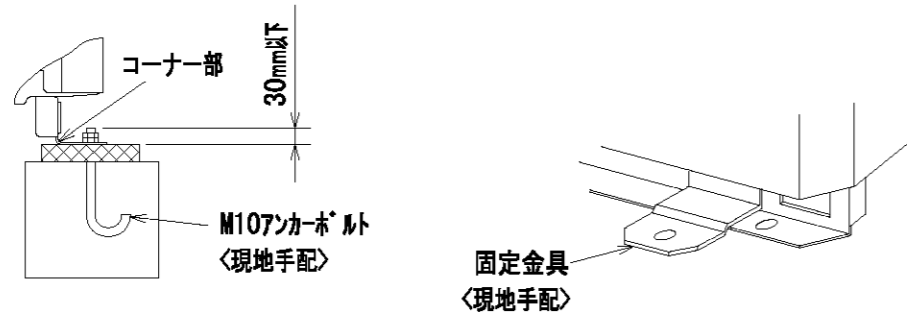 コーナー部
30mm以下
M10アンカーボルト
〈現地手配〉
固定金具
〈現地手配〉